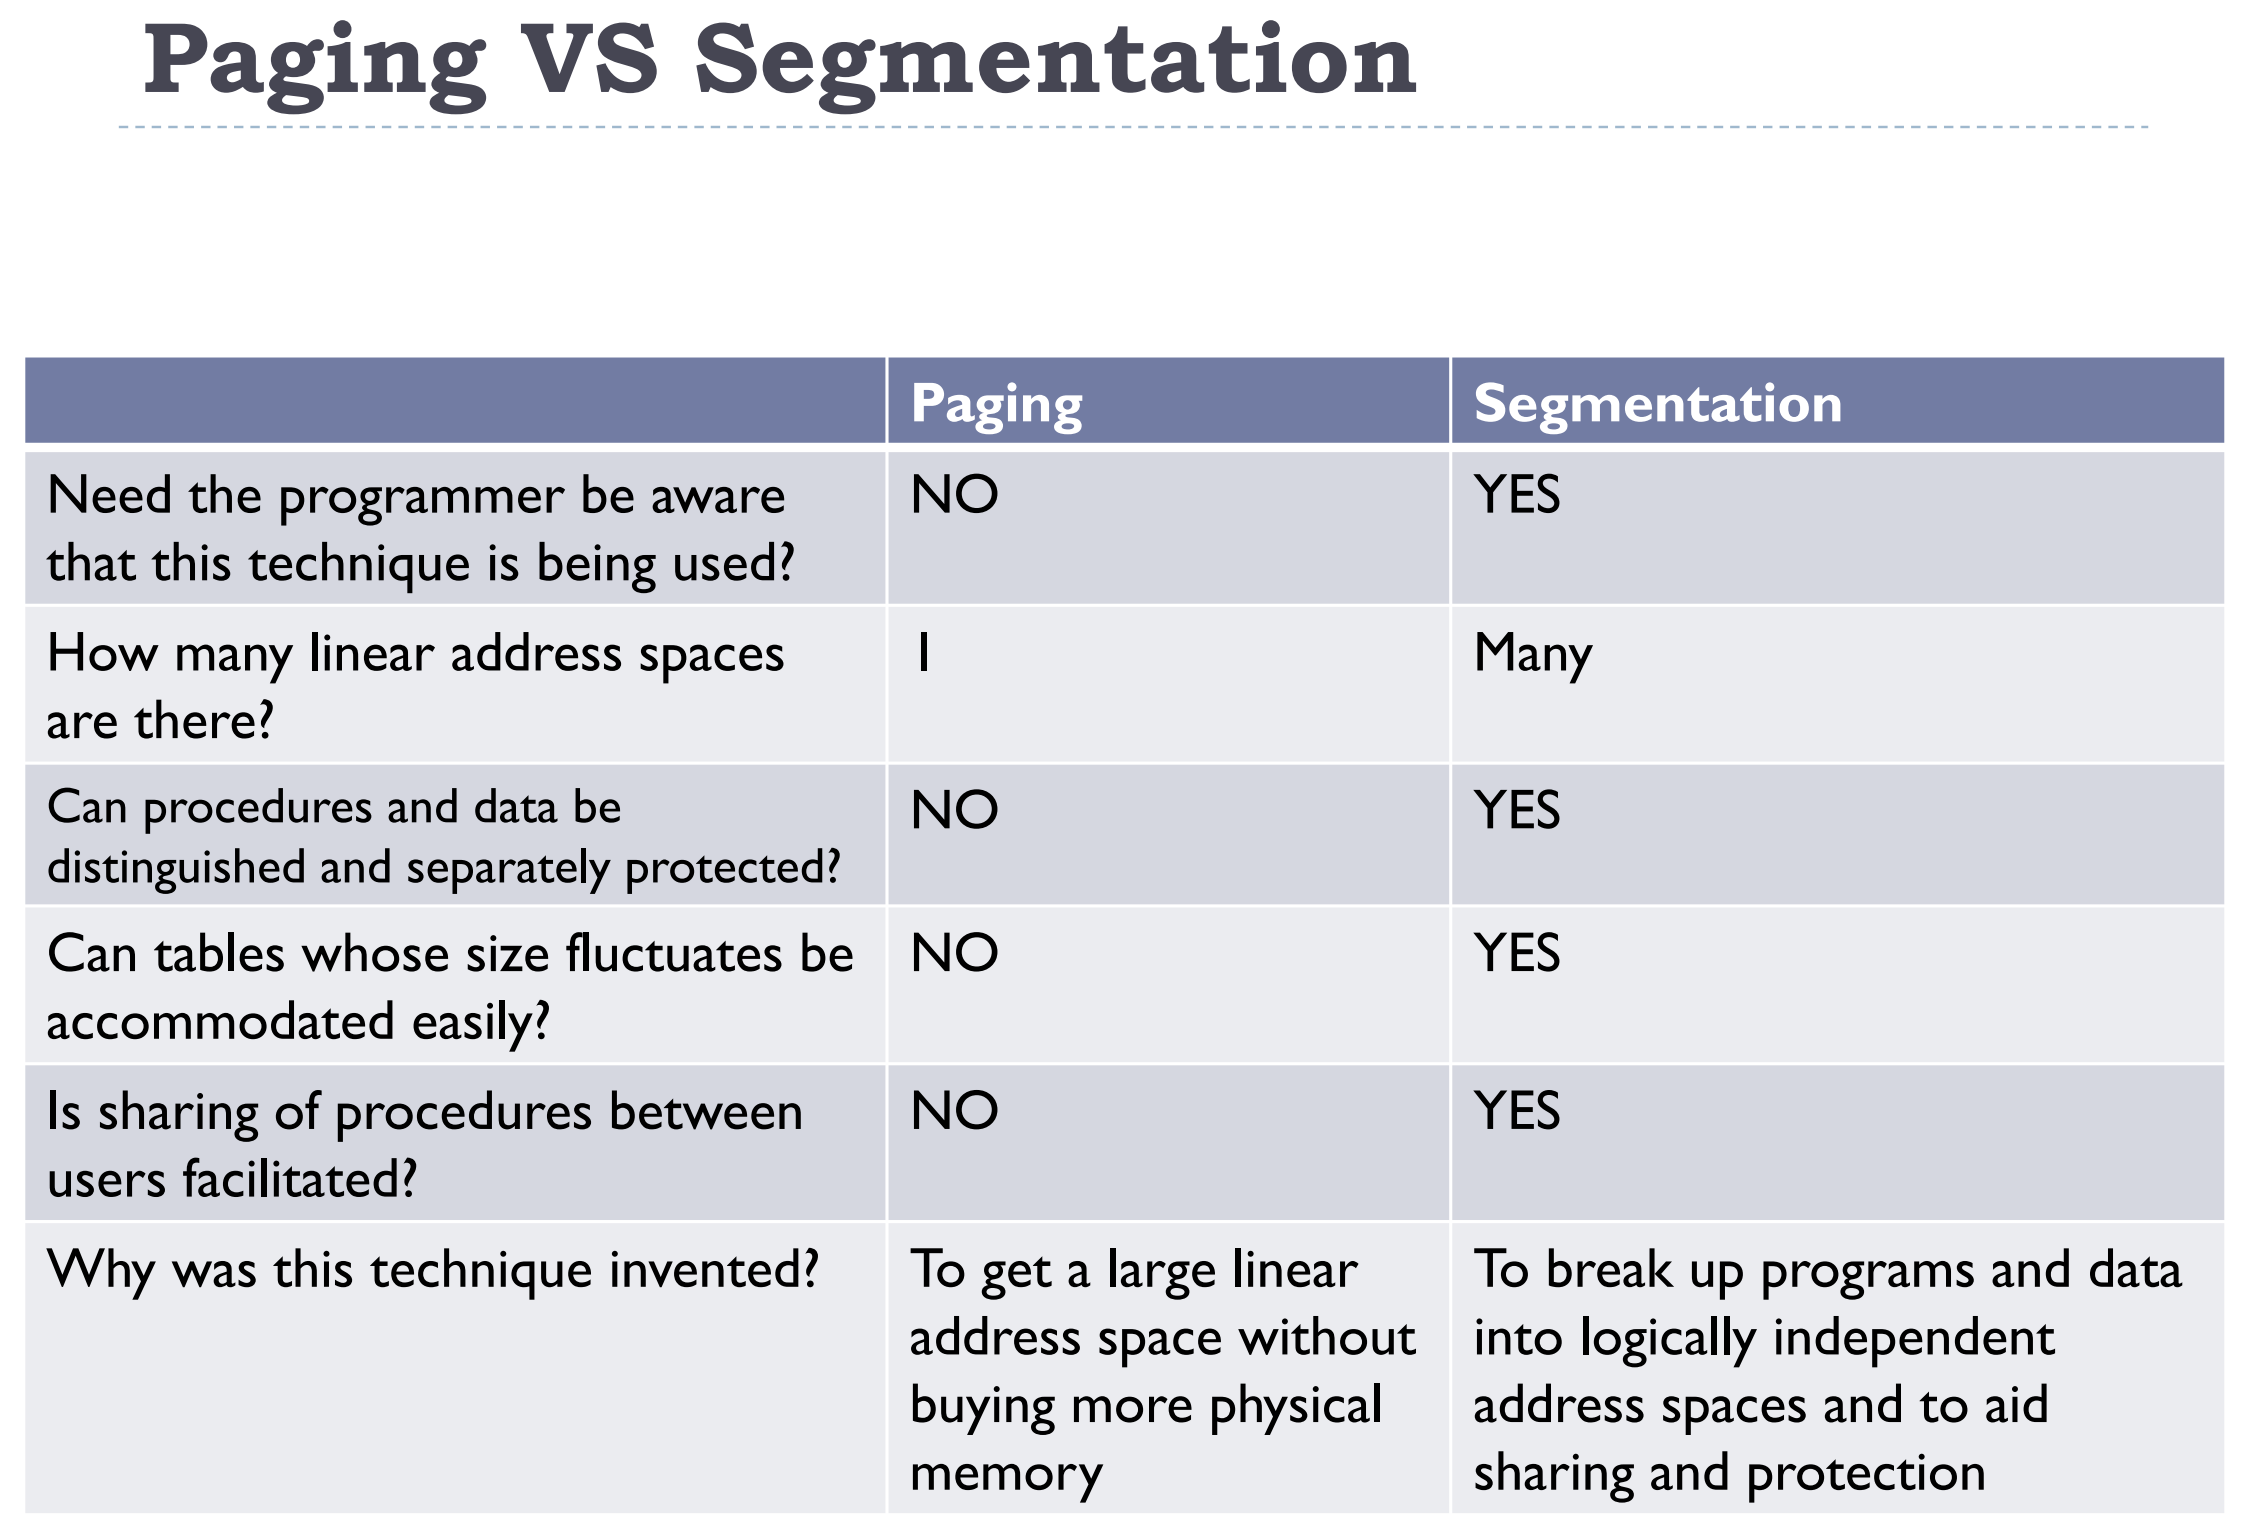 Paging VS Segmentation
Paging
Segmentation
Need the programmer be aware
that this technique is being used?
NO
YES
How many linear address spaces
are there?
1
Many
Can procedures and data be
distinguished and separately protected?
NO
YES
Can tables whose size fluctuates be
accommodated easily?
NO
YES
Is sharing of procedures between
users facilitated?
NO
YES
Why was this technique invented?
To get a large linear
address space without
buying more physical
memory
To break up programs and data
into logically independent
address spaces and to aid
sharing and protection